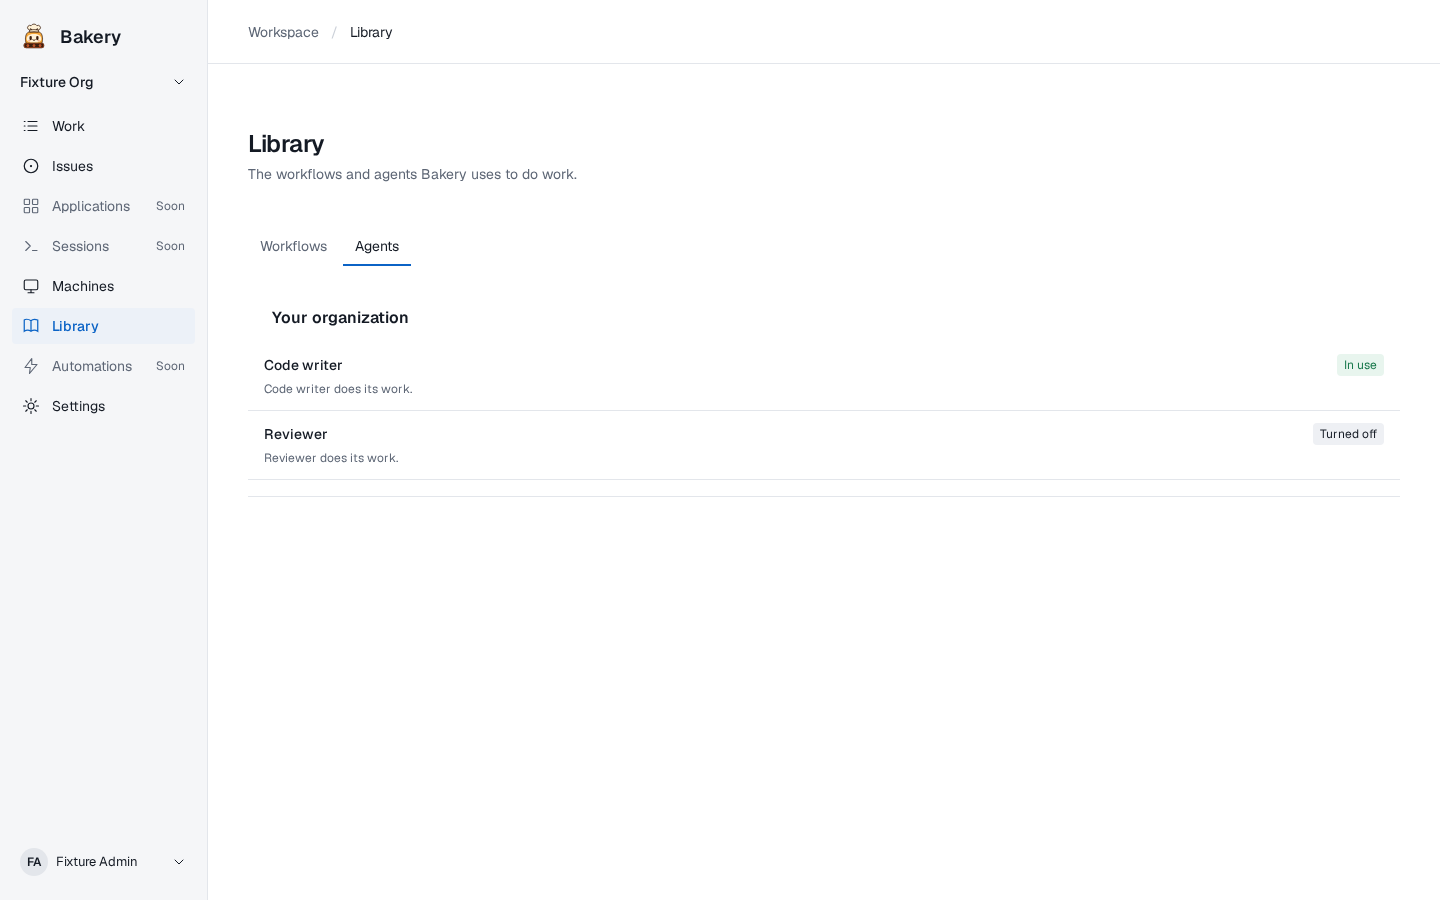 Bakery
Fixture Org
Work
Issues
Applications Soon
Sessions Soon
Machines
Library
Automations Soon
Settings
FA Fixture Admin
Workspace / Library
Library
The workflows and agents Bakery uses to do work.
Workflows Agents
Your organization
Code writer In use
Code writer does its work.
Reviewer Turned off
Reviewer does its work.